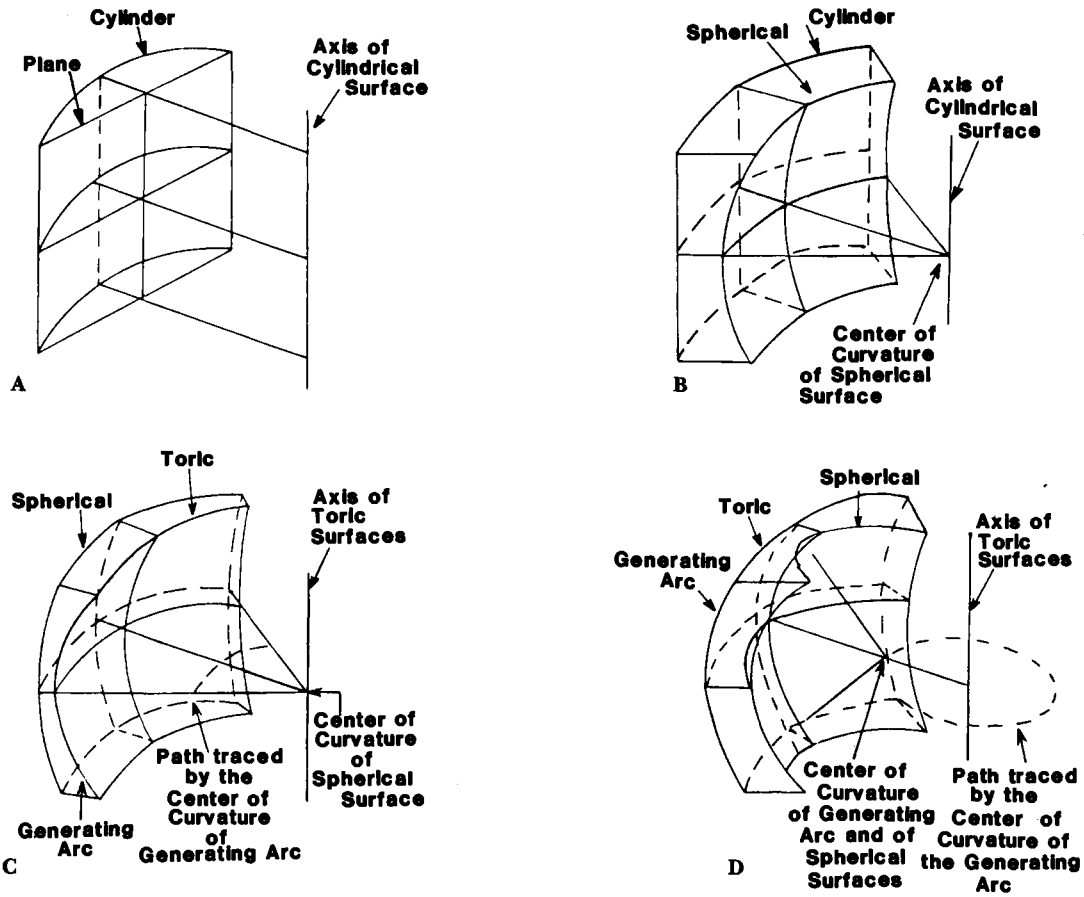 Cylinder
Plane
Axis of
Cylindrical
Surface
A
Cylinder
Spherical
Axis of
Cylindrical
Surface
Center of
Curvature
of Spherical
Surface
B
Toric
Spherical
Axis of
Toric
Surfaces
Center of
Curvature
of
Spherical
Surface
Path traced
by the
Center of
Curvature
of
Generating Arc
Generating
Arc
C
Spherical
Toric
Generating
Arc
Axis of
Toric
Surfaces
Center of
Curvature
of Generating
Arc and of
Spherical
Surfaces
Path traced
by the
Center of
Curvature of
the Generating
Arc
D